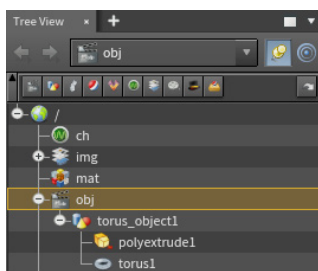 Tree View × +
obj
/
ch
img
mat
obj
torus_object1
polyextrude1
torus1